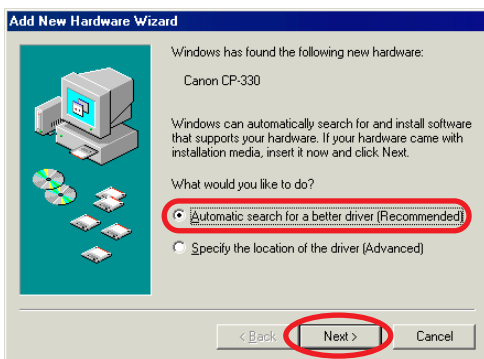 Add New Hardware Wizard
Windows has found the following new hardware:
Canon CP-330
Windows can automatically search for and install software
that supports your hardware. If your hardware came with
installation media, insert it now and click Next.
What would you like to do?
Automatic search for a better driver (Recommended)
Specify the location of the driver (Advanced)
< Back
Next >
Cancel